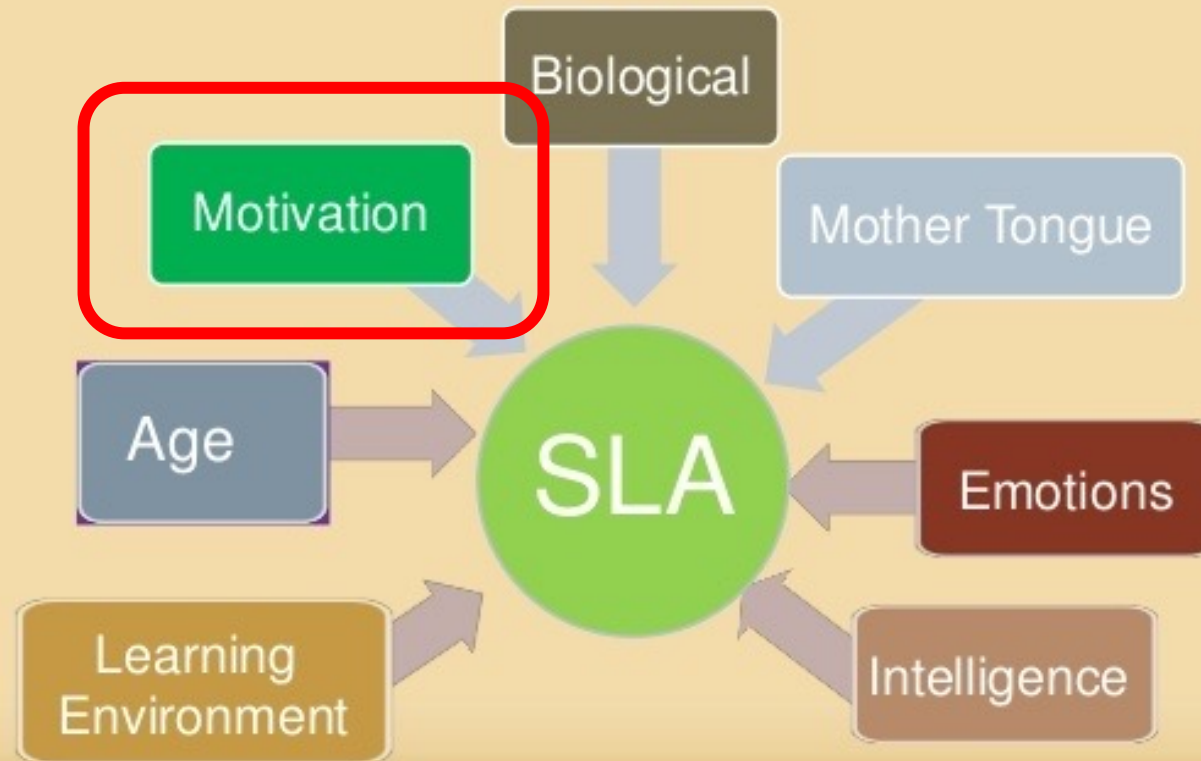 Biological
Motivation
Mother Tongue
Age
SLA
Emotions
Learning
Environment
Intelligence